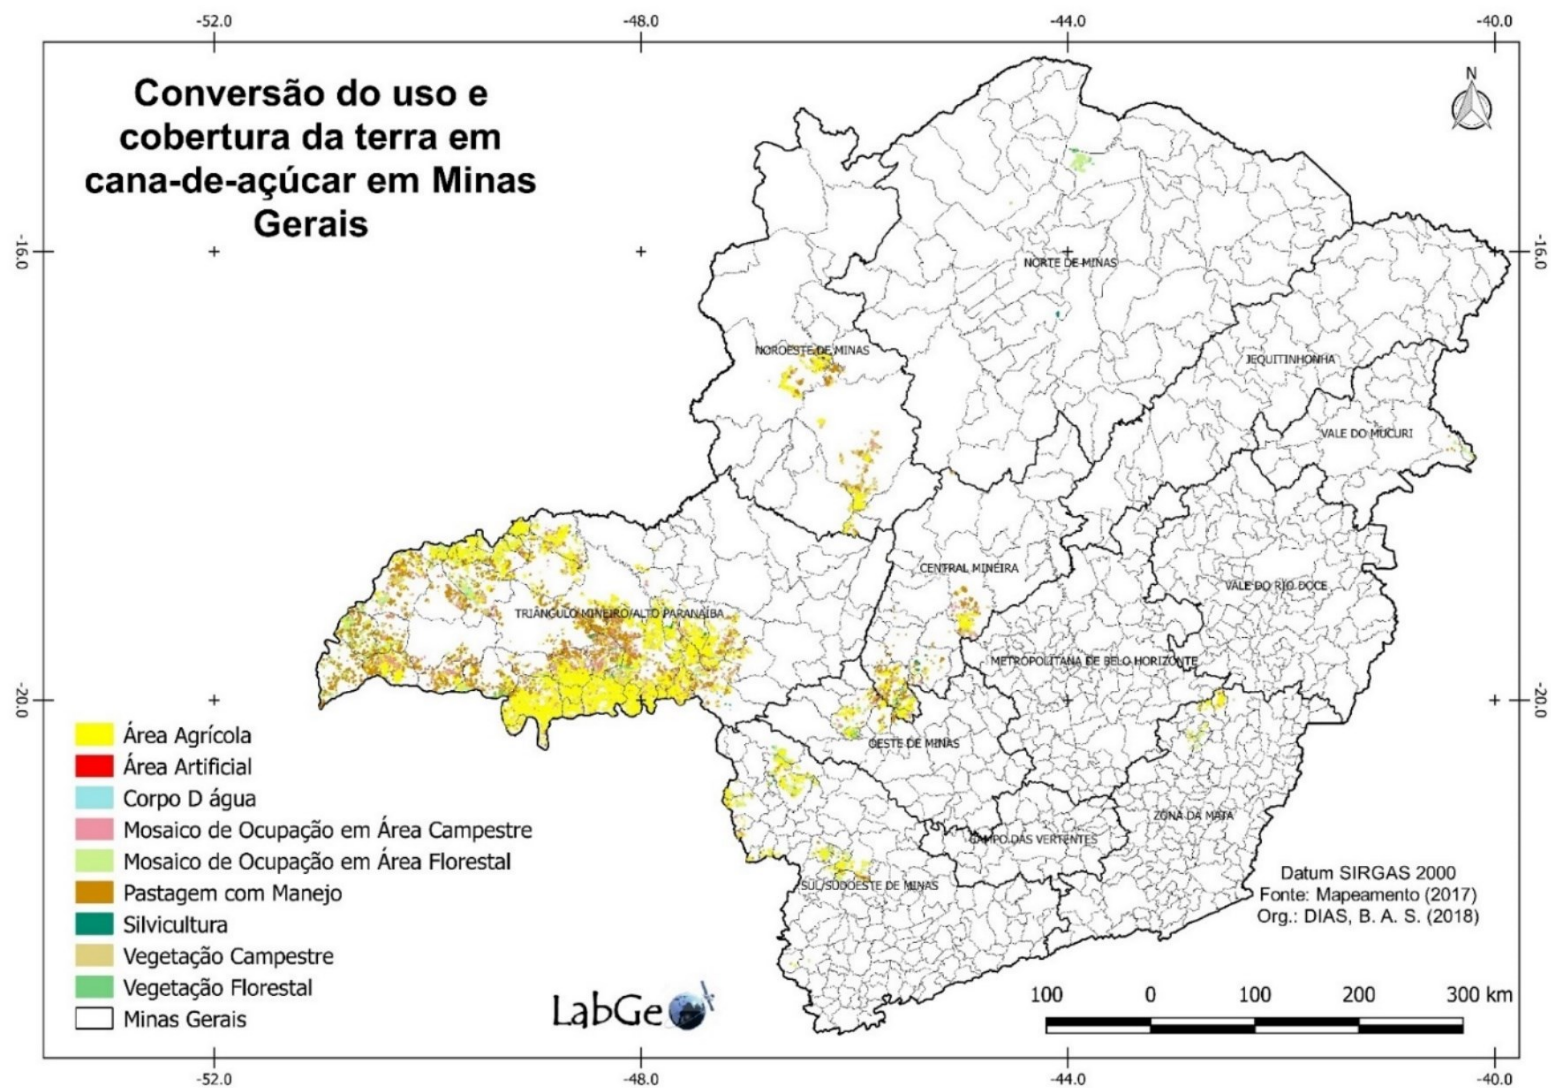 -52.0
-48.0
-44.0
-40.0
Conversão do uso e
cobertura da terra em
cana-de-açúcar em Minas
Gerais
N
-16.0
-16.0
NORTE DE MINAS
NOROESTE DE MINAS
JEQUITINHONHA
VALE DO MUCURI
CENTRAL MINEIRA
VALE DO RIO DOCE
TRIÂNGULO MINEIRO/ALTO PARANAÍBA
METROPOLITANA DE BELO HORIZONTE
-20.0
-20.0
OESTE DE MINAS
ZONA DA MATA
CAMPO DAS VERTENTES
SUL/SUDOESTE DE MINAS
Área Agrícola
Área Artificial
Corpo D água
Mosaico de Ocupação em Área Campestre
Mosaico de Ocupação em Área Florestal
Pastagem com Manejo
Silvicultura
Vegetação Campestre
Vegetação Florestal
Minas Gerais
Datum SIRGAS 2000
Fonte: Mapeamento (2017)
Org.: DIAS, B. A. S. (2018)
LabGeo
100 0 100 200 300 km
-52.0
-48.0
-44.0
-40.0